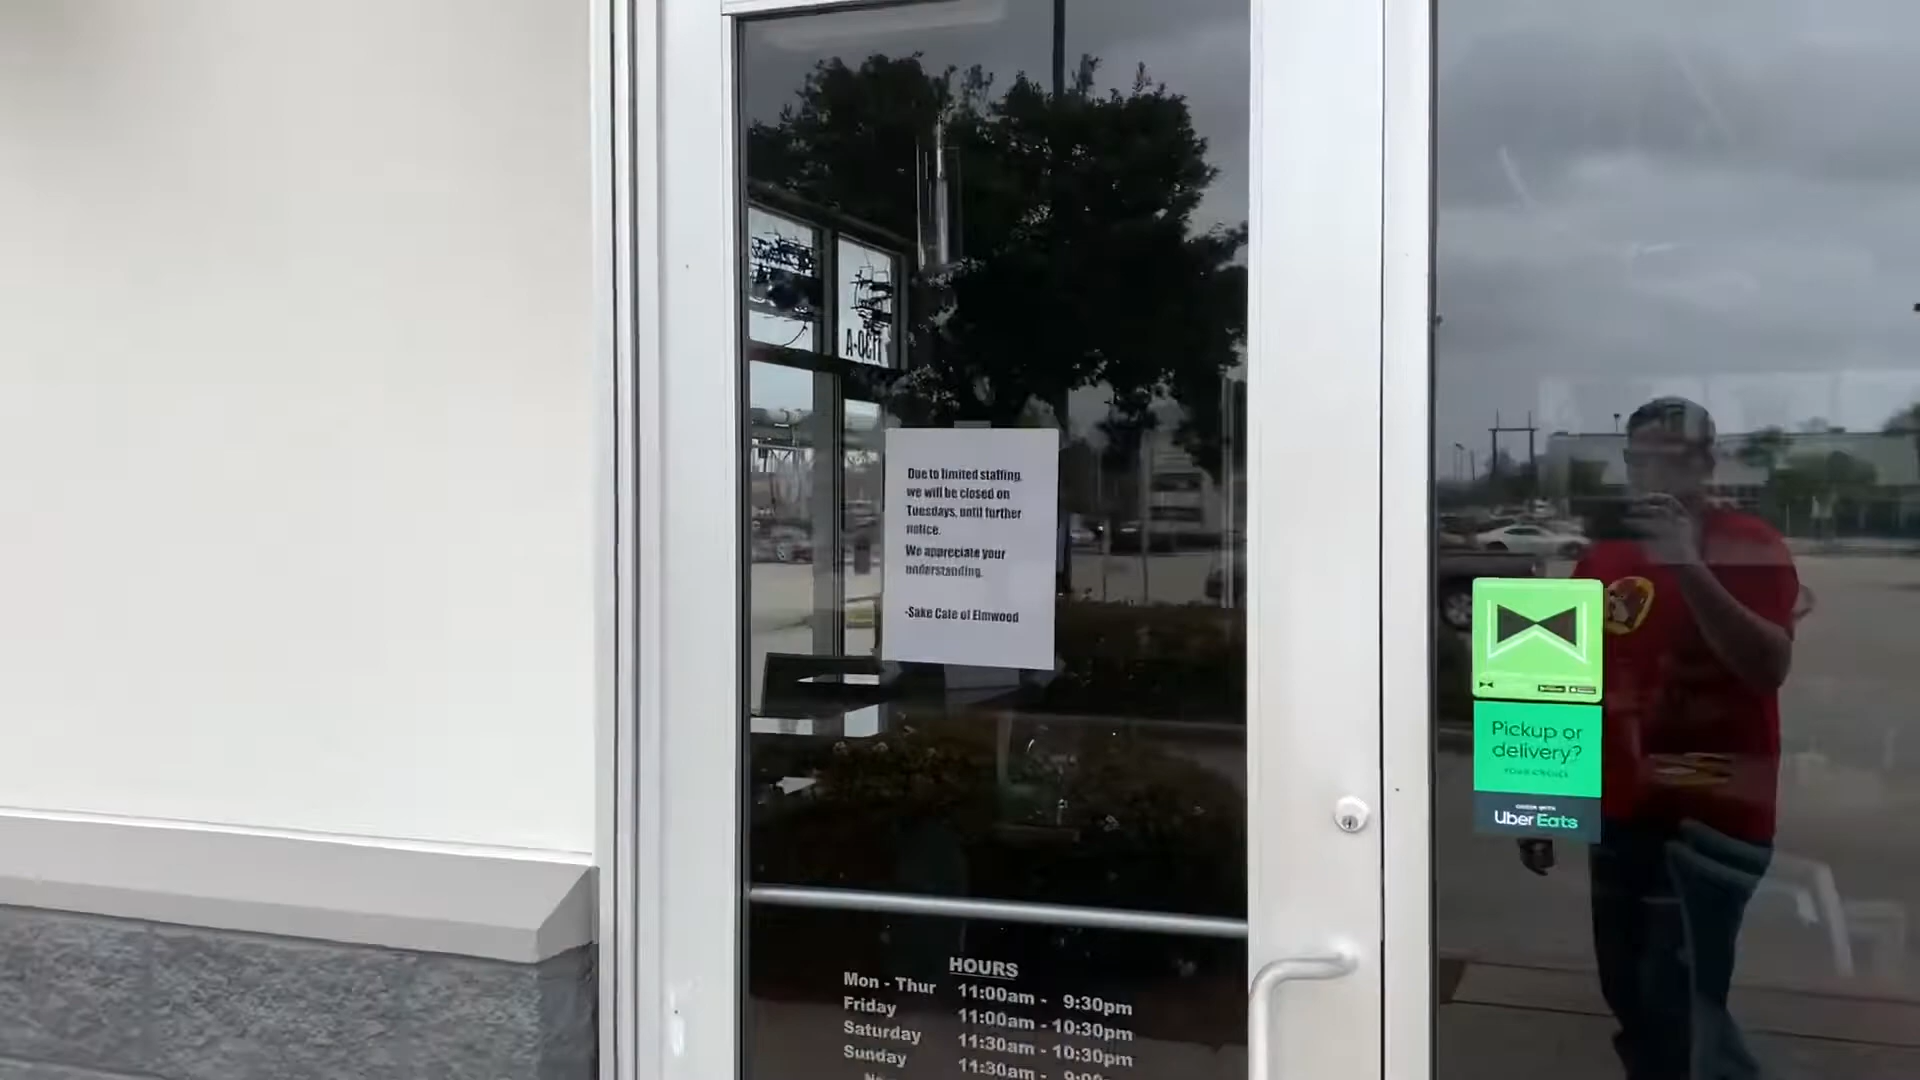 Due to limited staffing,
we will be closed on
Tuesdays, until further
notice.
We appreciate your
understanding.
-Sake Cafe of Elmwood
HOURS
Mon - Thur 11:00am - 9:30pm
Friday 11:00am - 10:30pm
Saturday 11:30am - 10:30pm
Sunday 11:30am -
Pickup or
delivery?
Uber Eats